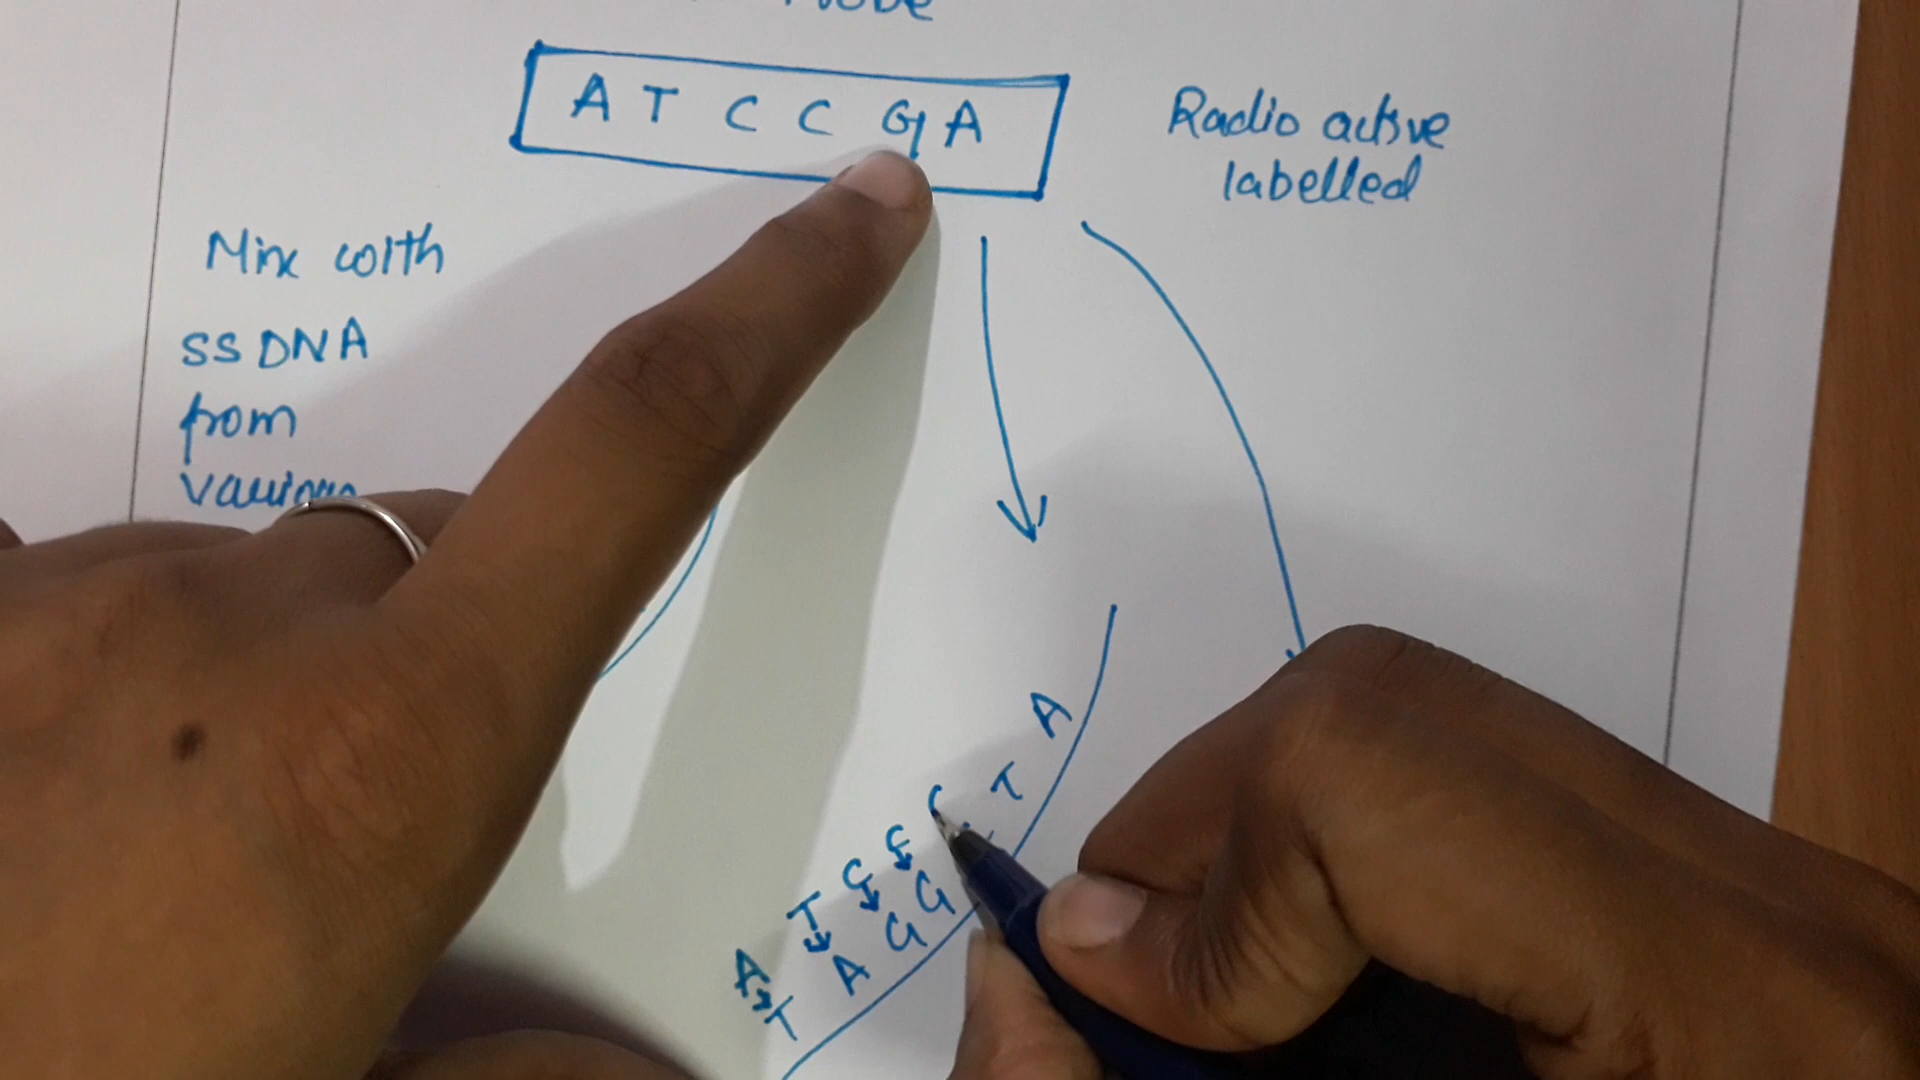 A T C C G A
Radio active
labelled
Mix with
SS DNA
from
A
T
T C C
A G G
A
T